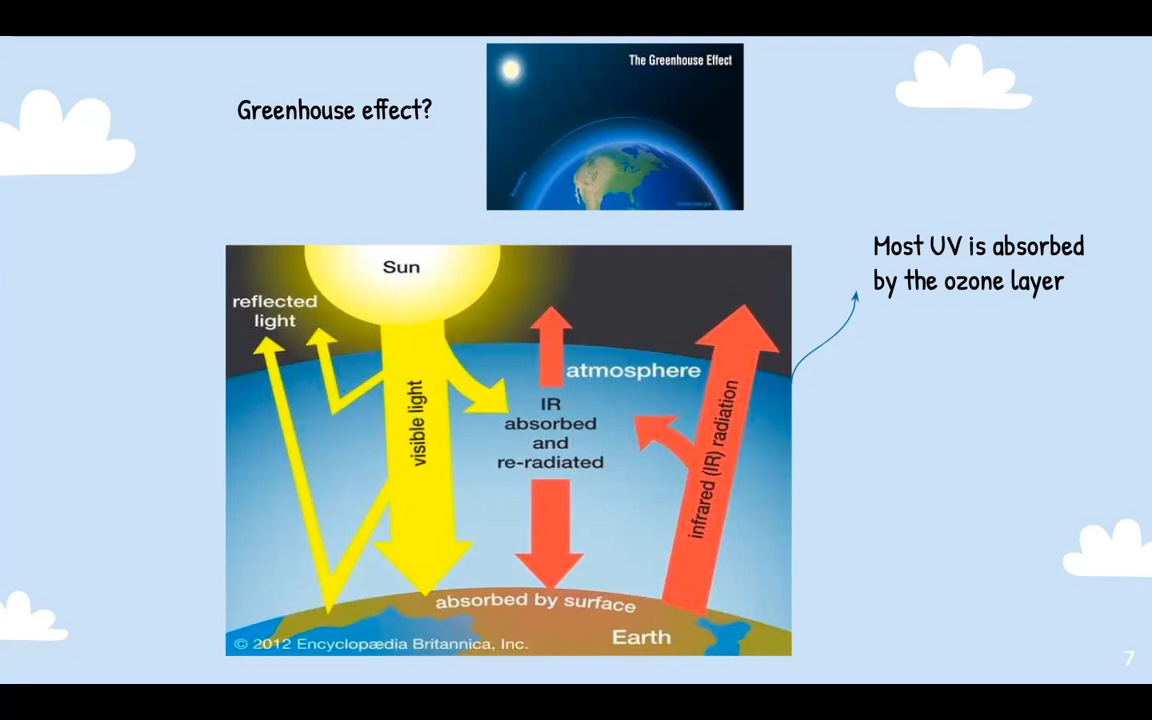 The Greenhouse Effect
Greenhouse effect?
Most UV is absorbed
by the ozone layer
Sun
reflected
light
visible light
atmosphere
IR
absorbed
and
re-radiated
infrared (IR) radiation
absorbed by surface
Earth
© 2012 Encyclopædia Britannica, Inc.
7